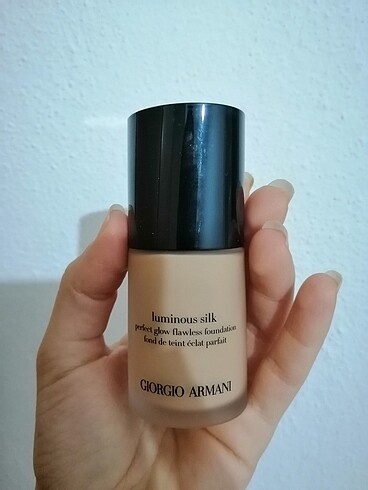 luminous silk
perfect glow flawless foundation
fond de teint éclat parfait
GIORGIO ARMANI